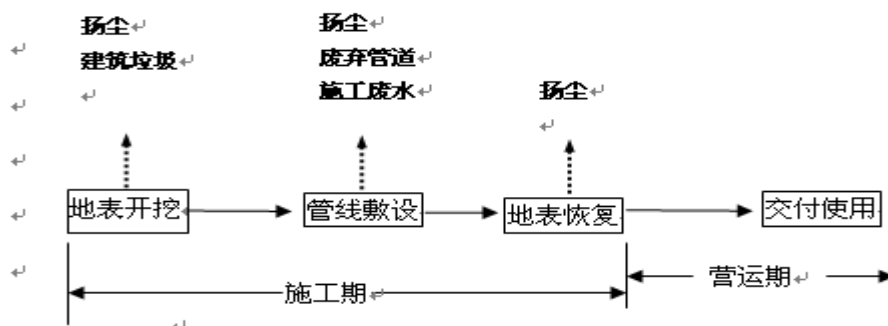 扬尘
建筑垃圾
扬尘
废弃管道
施工废水
扬尘
地表开挖
管线敷设
地表恢复
交付使用
施工期
营运期